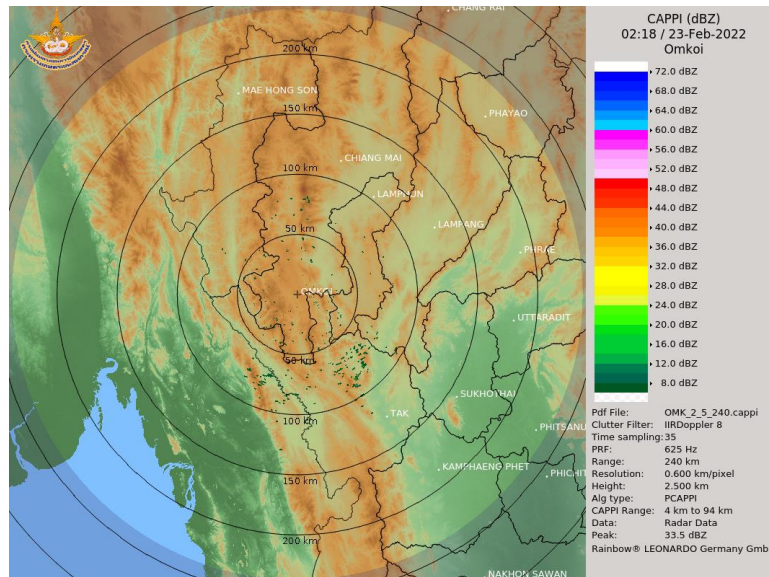 CHANG RAI
200 km
MAE HONG SON
150 km
PHAYAO
CHIANG MAI
100 km
LAMPHUN
50 km
LAMPANG
PHRAE
OMKOI
UTTARADIT
50 km
SUKHOTHAI
TAK
100 km
PHITSANU
KAMPHAENG PHET
PHICHIT
150 km
200 km
NAKHON SAWAN
CAPPI (dBZ)
02:18 / 23-Feb-2022
Omkoi
72.0 dBZ
68.0 dBZ
64.0 dBZ
60.0 dBZ
56.0 dBZ
52.0 dBZ
48.0 dBZ
44.0 dBZ
40.0 dBZ
36.0 dBZ
32.0 dBZ
28.0 dBZ
24.0 dBZ
20.0 dBZ
16.0 dBZ
12.0 dBZ
8.0 dBZ
Pdf File: OMK_2_5_240.cappi
Clutter Filter: IIRDoppler 8
Time sampling:35
PRF: 625 Hz
Range: 240 km
Resolution: 0.600 km/pixel
Height: 2.500 km
Alg type: PCAPPI
CAPPI Range: 4 km to 94 km
Data: Radar Data
Peak: 33.5 dBZ
Rainbow® LEONARDO Germany Gmb